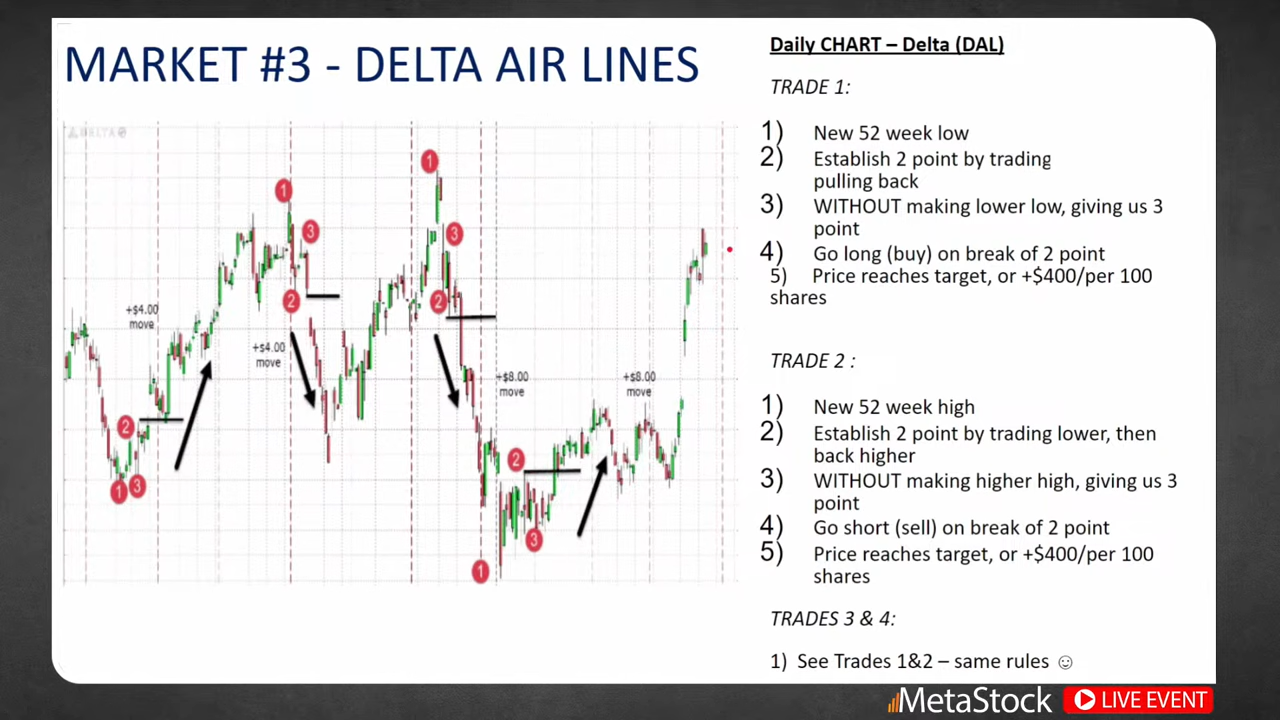 MARKET #3 - DELTA AIR LINES
DELTA
1
3
2
1
3
2
+$4.00
move
+$4.00
move
2
1
3
1
2
3
+$8.00
move
+$8.00
move
Daily CHART – Delta (DAL)
TRADE 1:
1) New 52 week low
2) Establish 2 point by trading
pulling back
3) WITHOUT making lower low, giving us 3
point
4) Go long (buy) on break of 2 point
5) Price reaches target, or +$400/per 100
shares
TRADE 2 :
1) New 52 week high
2) Establish 2 point by trading lower, then
back higher
3) WITHOUT making higher high, giving us 3
point
4) Go short (sell) on break of 2 point
5) Price reaches target, or +$400/per 100
shares
TRADES 3 & 4:
1) See Trades 1&2 – same rules ☺
MetaStock
LIVE EVENT